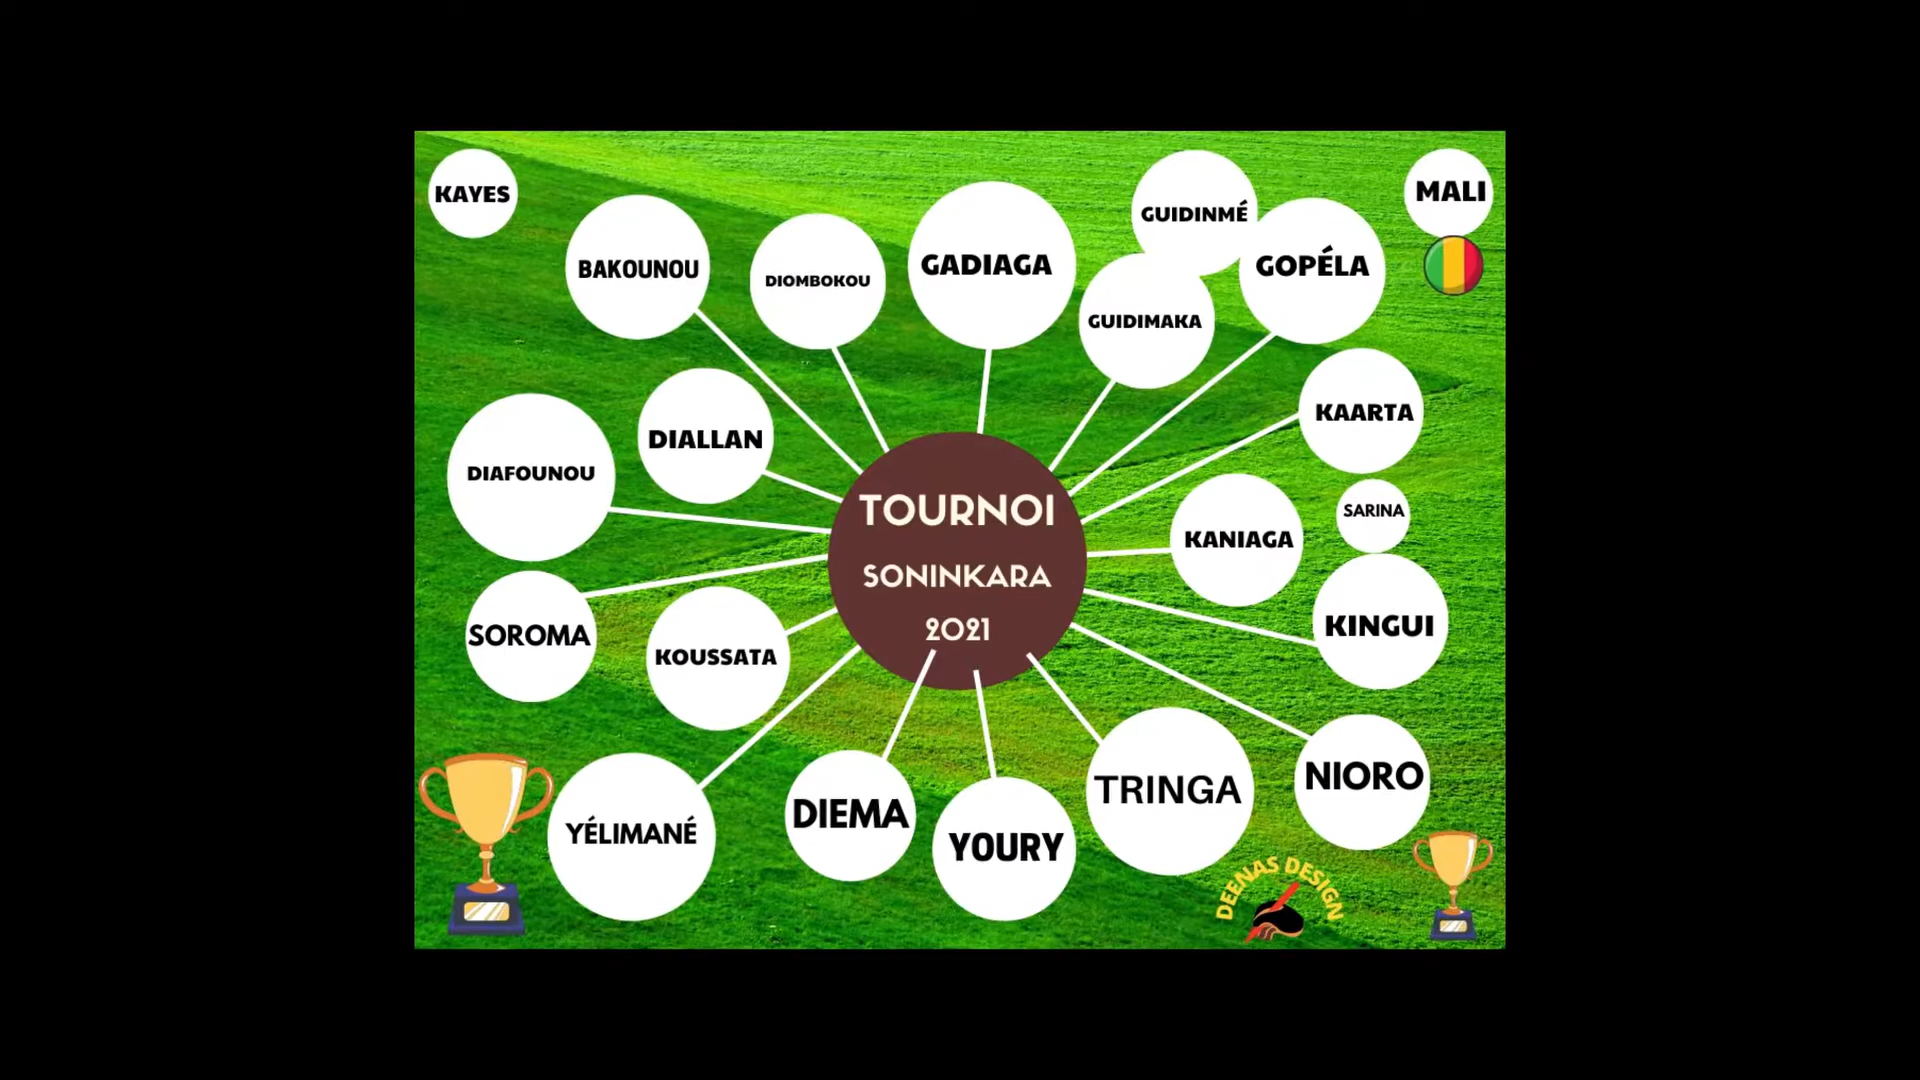 KAYES
MALI
BAKOUNOU
DIOMBOKOU
GADIAGA
GUIDINMÉ
GUIDIMAKA
GOPÉLA
DIAFOUNOU
DIALLAN
KAARTA
TOURNOI
SONINKARA
2021
KANIAGA
SARINA
SOROMA
KOUSSATA
KINGUI
YÉLIMANÉ
DIEMA
YOURY
TRINGA
NIORO
DEENAS DESIGN